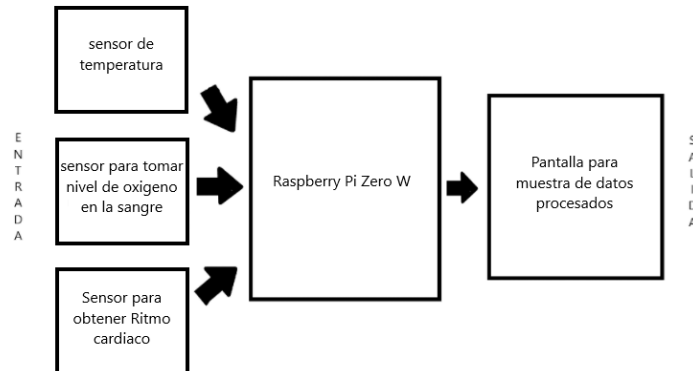 sensor de
temperatura
E
N
T
R
A
D
A
sensor para tomar
nivel de oxigeno
en la sangre
Sensor para
obtener Ritmo
cardiaco
Raspberry Pi Zero W
Pantalla para
muestra de datos
procesados
S
A
L
I
D
A